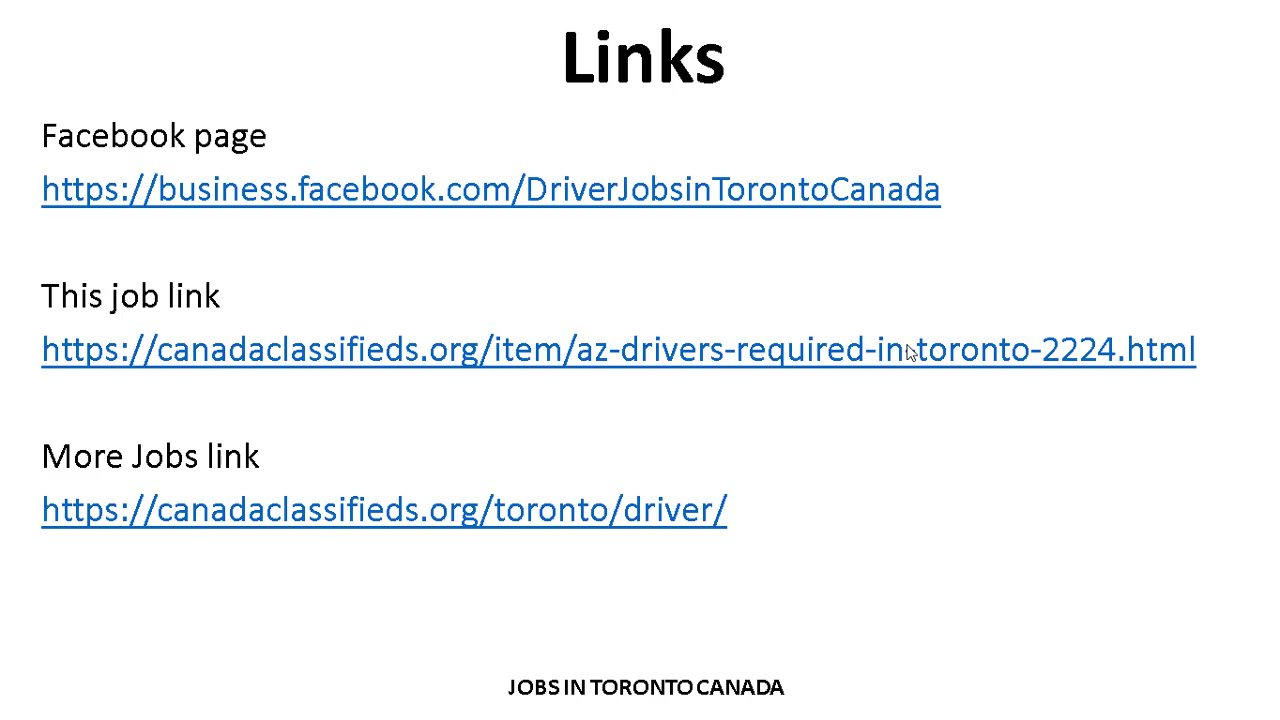 Links
Facebook page
https://business.facebook.com/DriverJobsinTorontoCanada
This job link
https://canadaclassifieds.org/item/az-drivers-required-in-toronto-2224.html
More Jobs link
https://canadaclassifieds.org/toronto/driver/
JOBS IN TORONTO CANADA